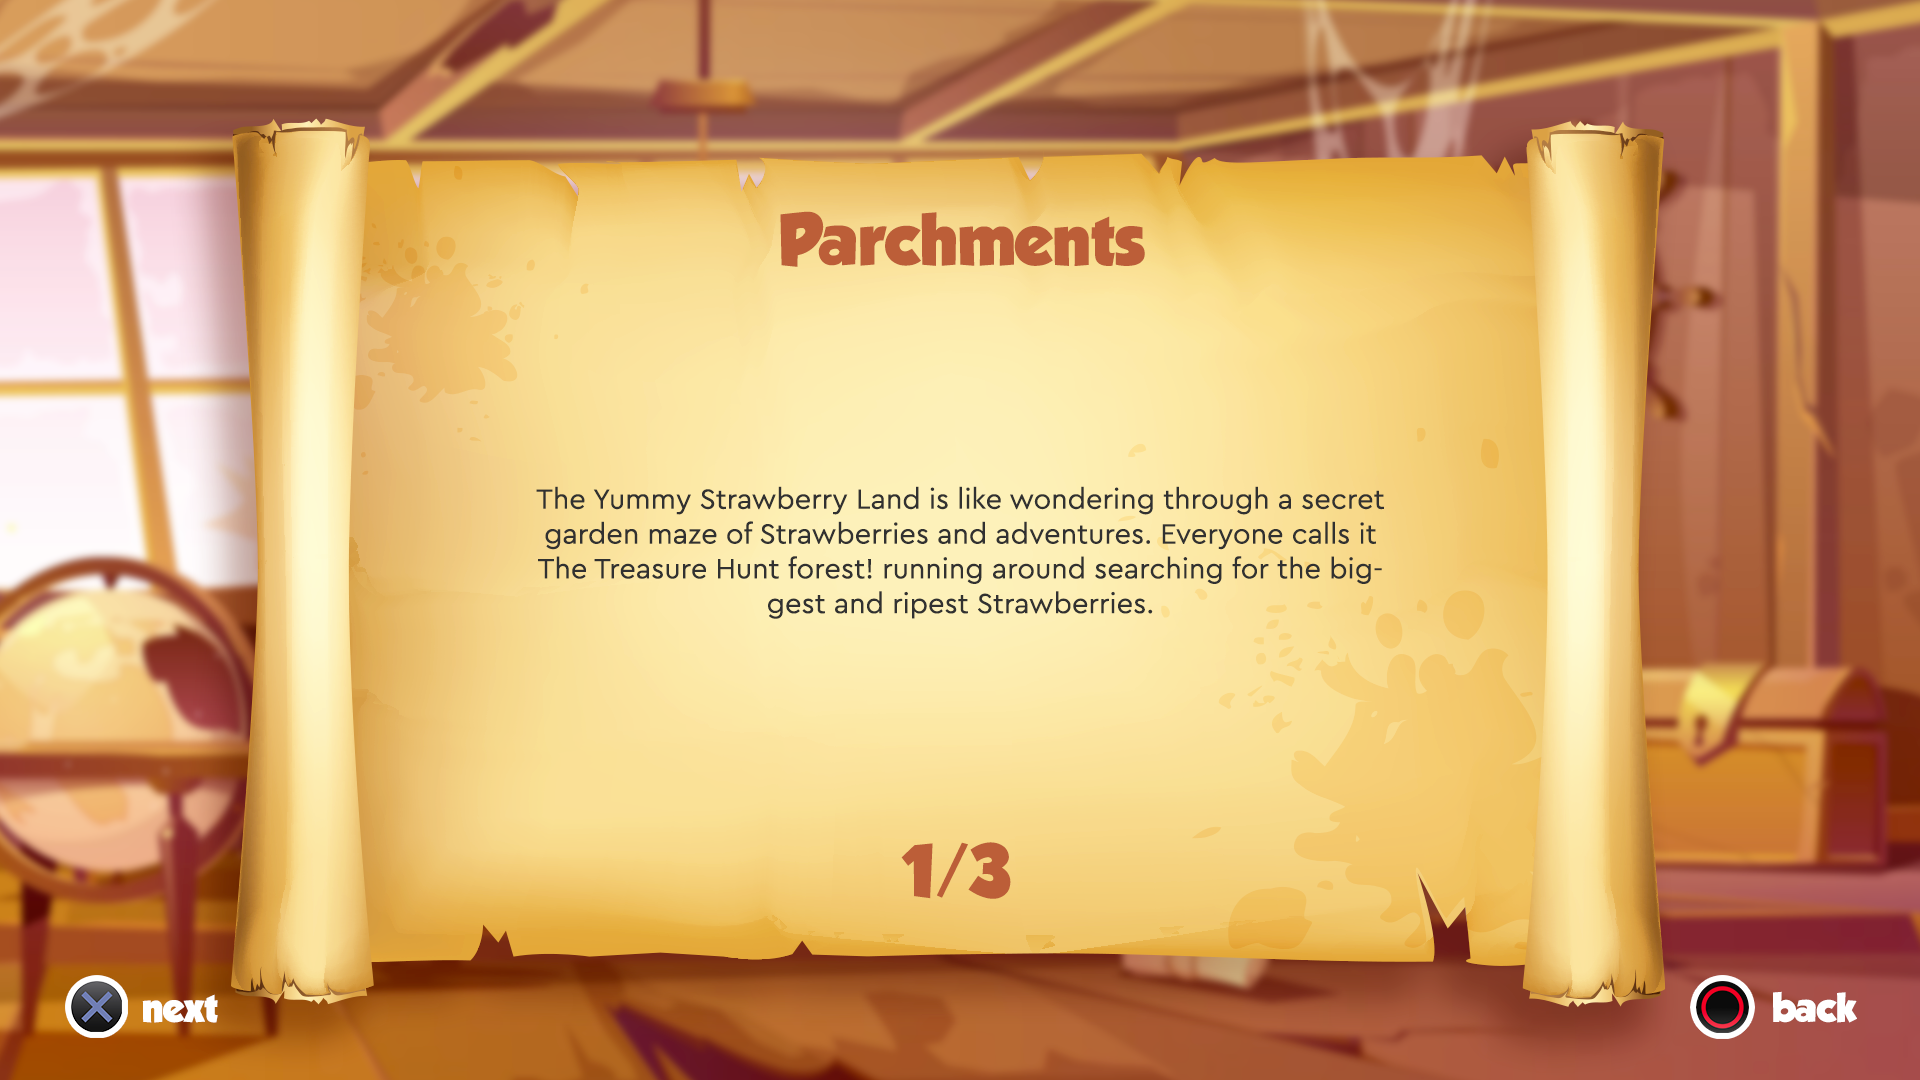 Parchments
The Yummy Strawberry Land is like wondering through a secret
garden maze of Strawberries and adventures. Everyone calls it
The Treasure Hunt forest! running around searching for the big-
gest and ripest Strawberries.
1/3
next
back